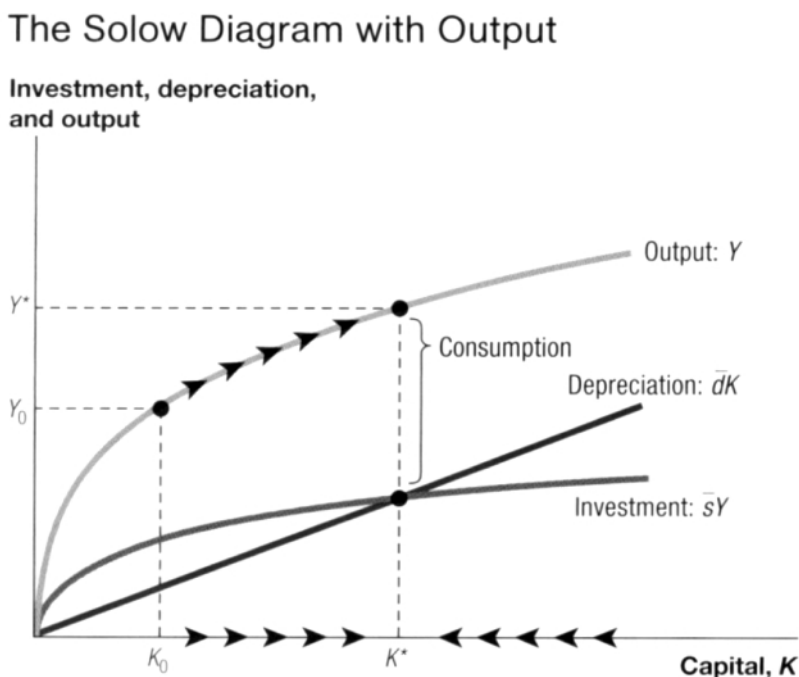 The Solow Diagram with Output
Investment, depreciation,
and output
Output: Y
Y*
Consumption
Depreciation: d̄K
Y₀
Investment: s̄Y
K₀
K*
Capital, K